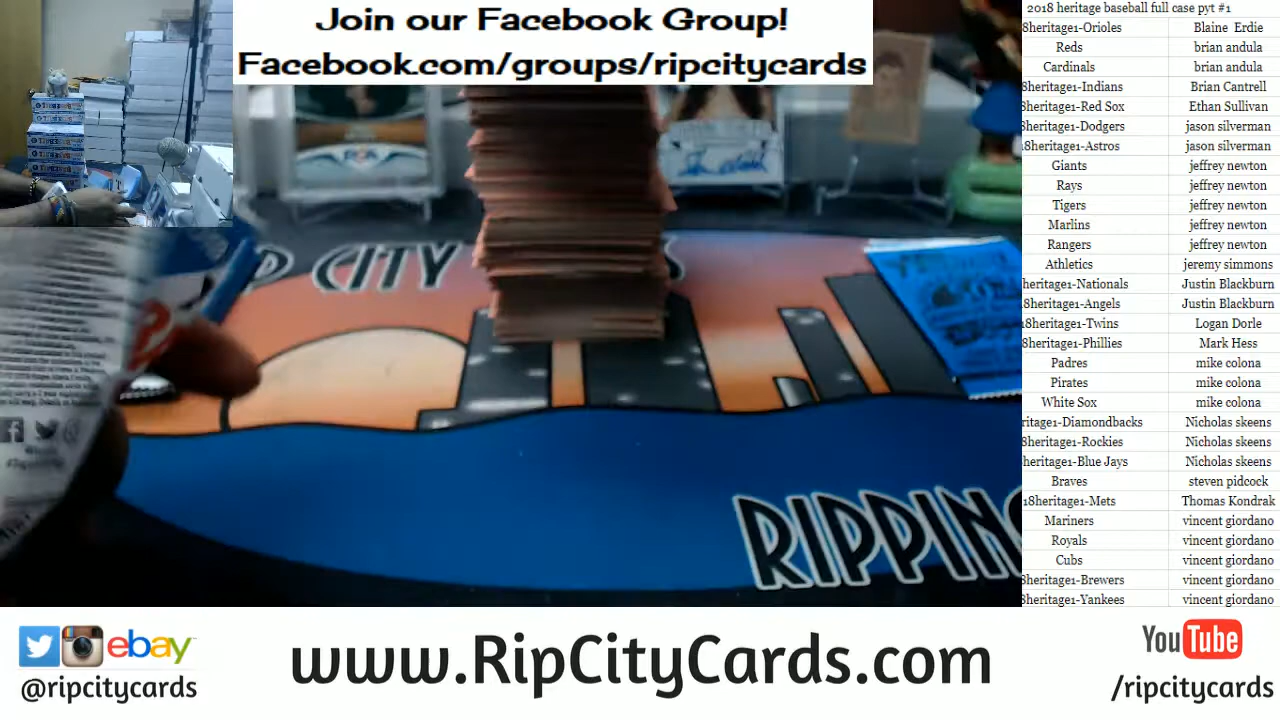 Join our Facebook Group!
Facebook.com/groups/ripcitycards
2018 heritage baseball full case pyt #1
8heritage1-Orioles Blaine Erdie
Reds brian andula
Cardinals brian andula
8heritage1-Indians Brian Cantrell
8heritage1-Red Sox Ethan Sullivan
8heritage1-Dodgers jason silverman
18heritage1-Astros jason silverman
Giants jeffrey newton
Rays jeffrey newton
Tigers jeffrey newton
Marlins jeffrey newton
Rangers jeffrey newton
Athletics jeremy simmons
heritage1-Nationals Justin Blackburn
8heritage1-Angels Justin Blackburn
18heritage1-Twins Logan Dorle
8heritage1-Phillies Mark Hess
Padres mike colona
Pirates mike colona
White Sox mike colona
ritage1-Diamondbacks Nicholas skeens
heritage1-Rockies Nicholas skeens
heritage1-Blue Jays Nicholas skeens
Braves steven pidcock
18heritage1-Mets Thomas Kondrak
Mariners vincent giordano
Royals vincent giordano
Cubs vincent giordano
8heritage1-Brewers vincent giordano
8heritage1-Yankees vincent giordano
P CITY S
RIPPING
ebay
@ripcitycards
www.RipCityCards.com
YouTube
/ripcitycards